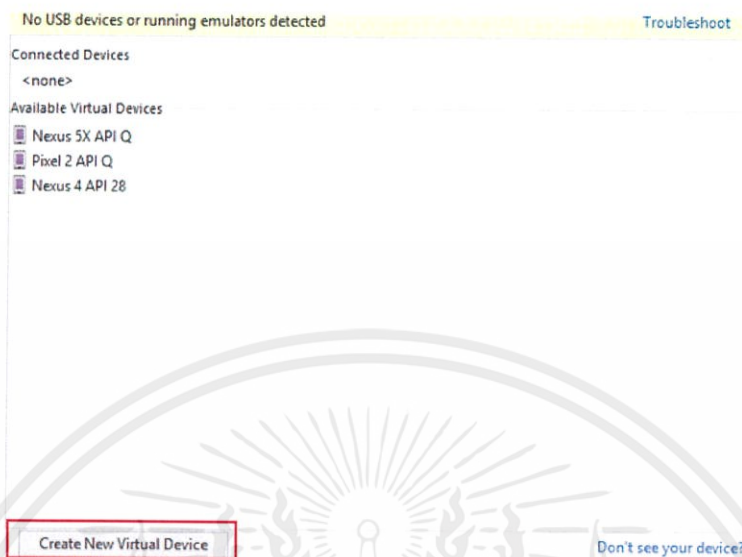 No USB devices or running emulators detected Troubleshoot
Connected Devices
<none>
Available Virtual Devices
Nexus 5X API Q
Pixel 2 API Q
Nexus 4 API 28
Create New Virtual Device Don't see your device?